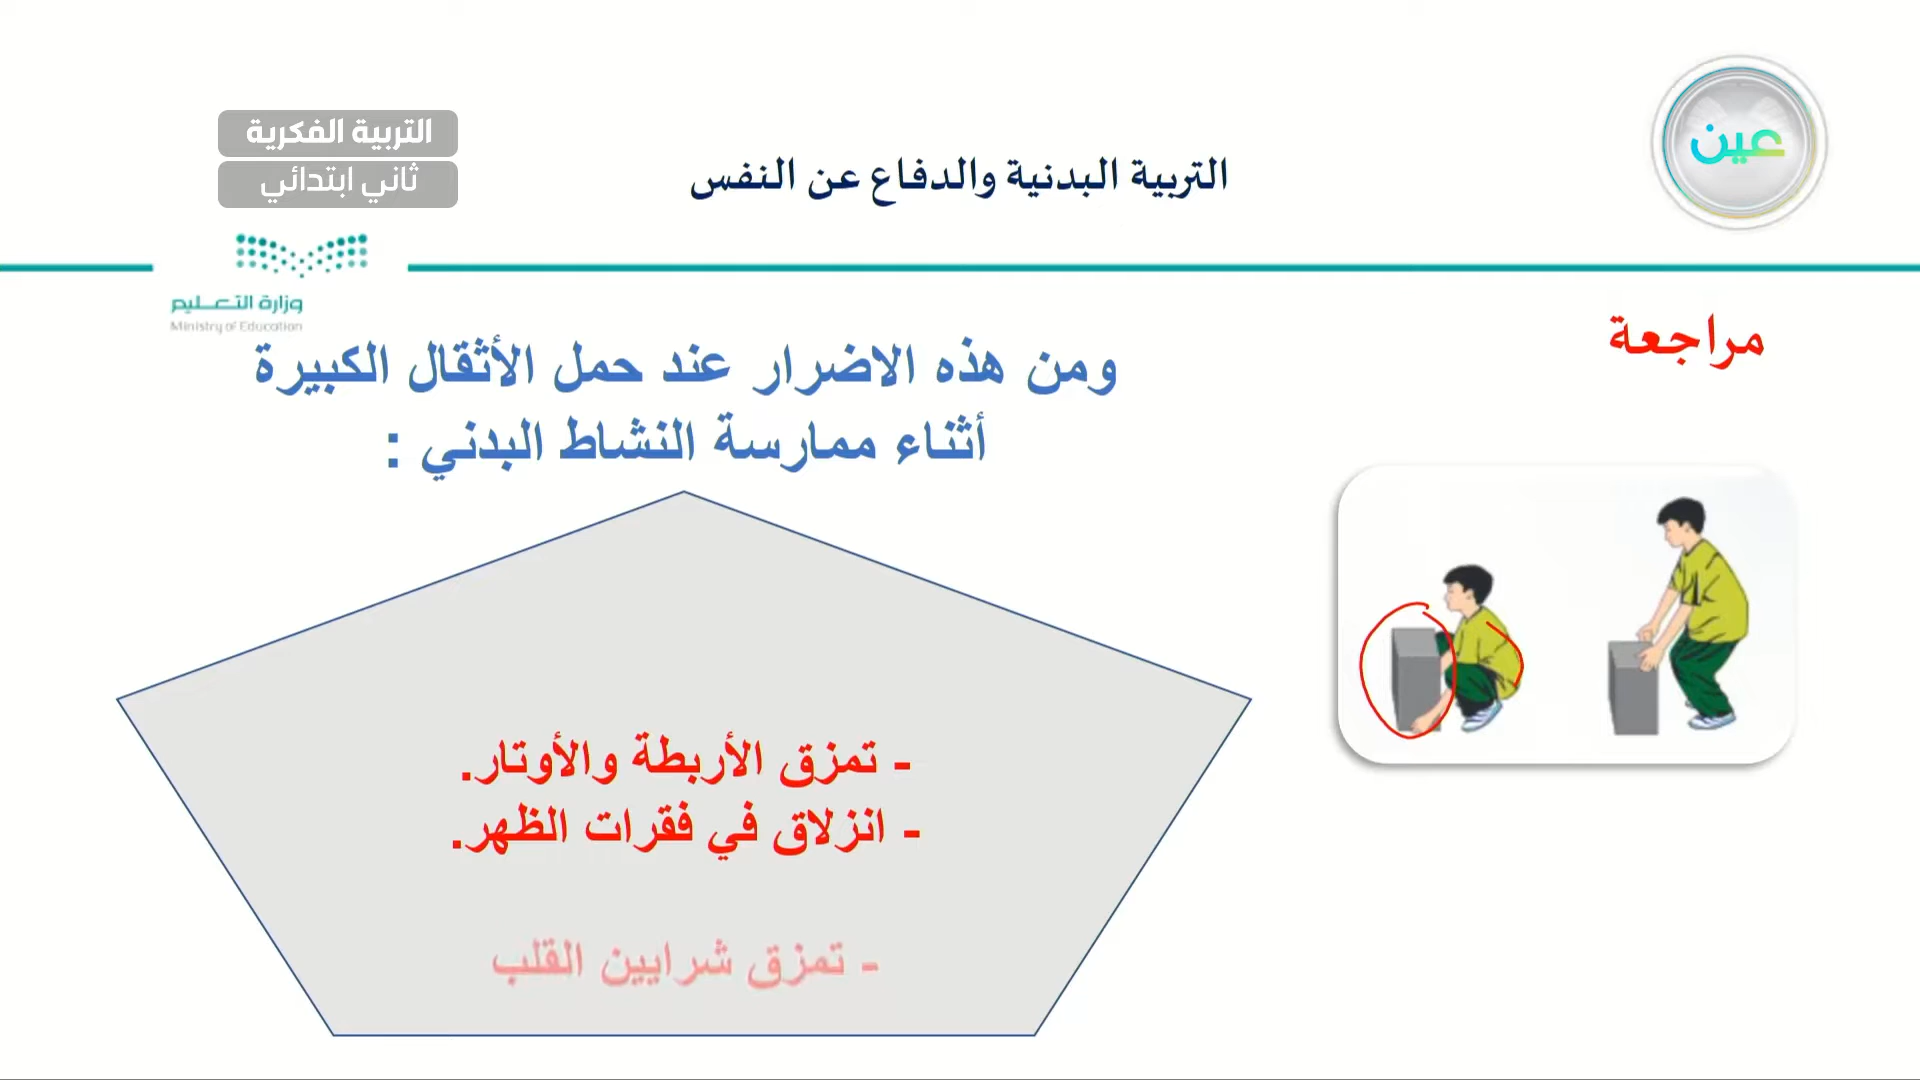 التربية الفكرية
ثاني ابتدائي
التربية البدنية والدفاع عن النفس
عين
وزارة التعليم
Ministry of Education
مراجعة
ومن هذه الاضرار عند حمل الأثقال الكبيرة
أثناء ممارسة النشاط البدني :
- تمزق الأربطة والأوتار.
- انزلاق في فقرات الظهر.
- تمزق شرايين القلب